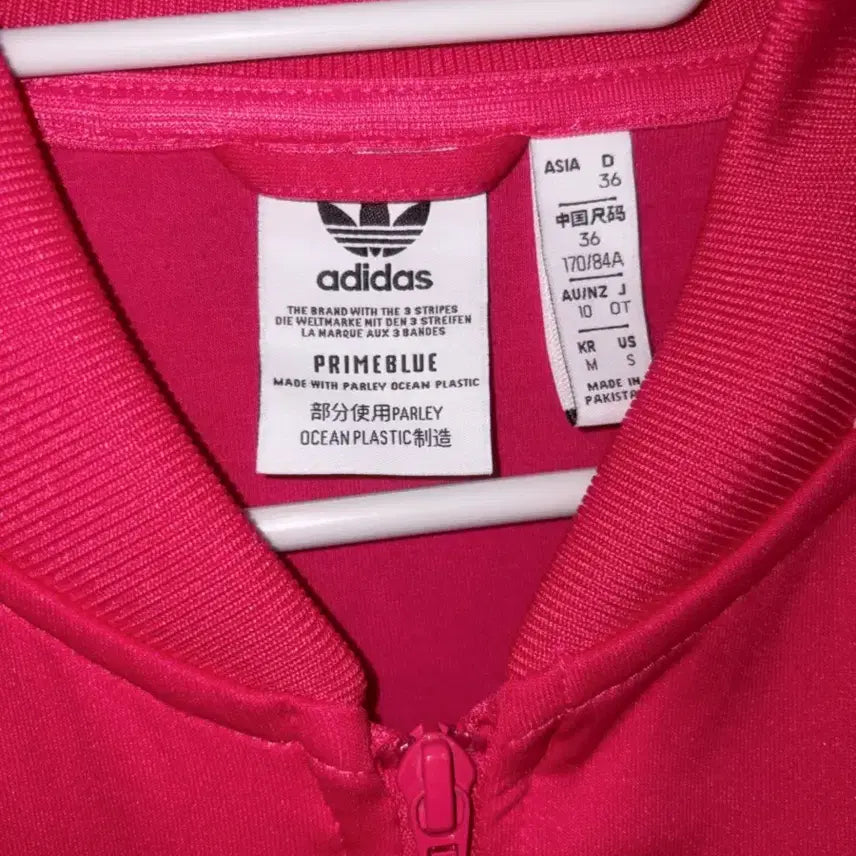 adidas
THE BRAND WITH THE 3 STRIPES
DIE WELTMARKE MIT DEN 3 STREIFEN
LA MARQUE AUX 3 BANDES
PRIMEBLUE
MADE WITH PARLEY OCEAN PLASTIC
部分使用PARLEY
OCEAN PLASTIC制造
ASIA D
36
中国尺码
36
170/84A
AU/NZ J
10 OT
KR US
M S
MADE IN